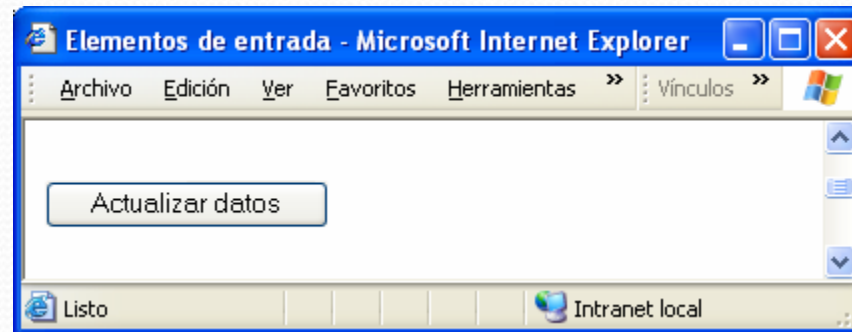 Elementos de entrada - Microsoft Internet Explorer
Archivo Edición Ver Favoritos Herramientas » Vínculos »
Actualizar datos
Listo Intranet local